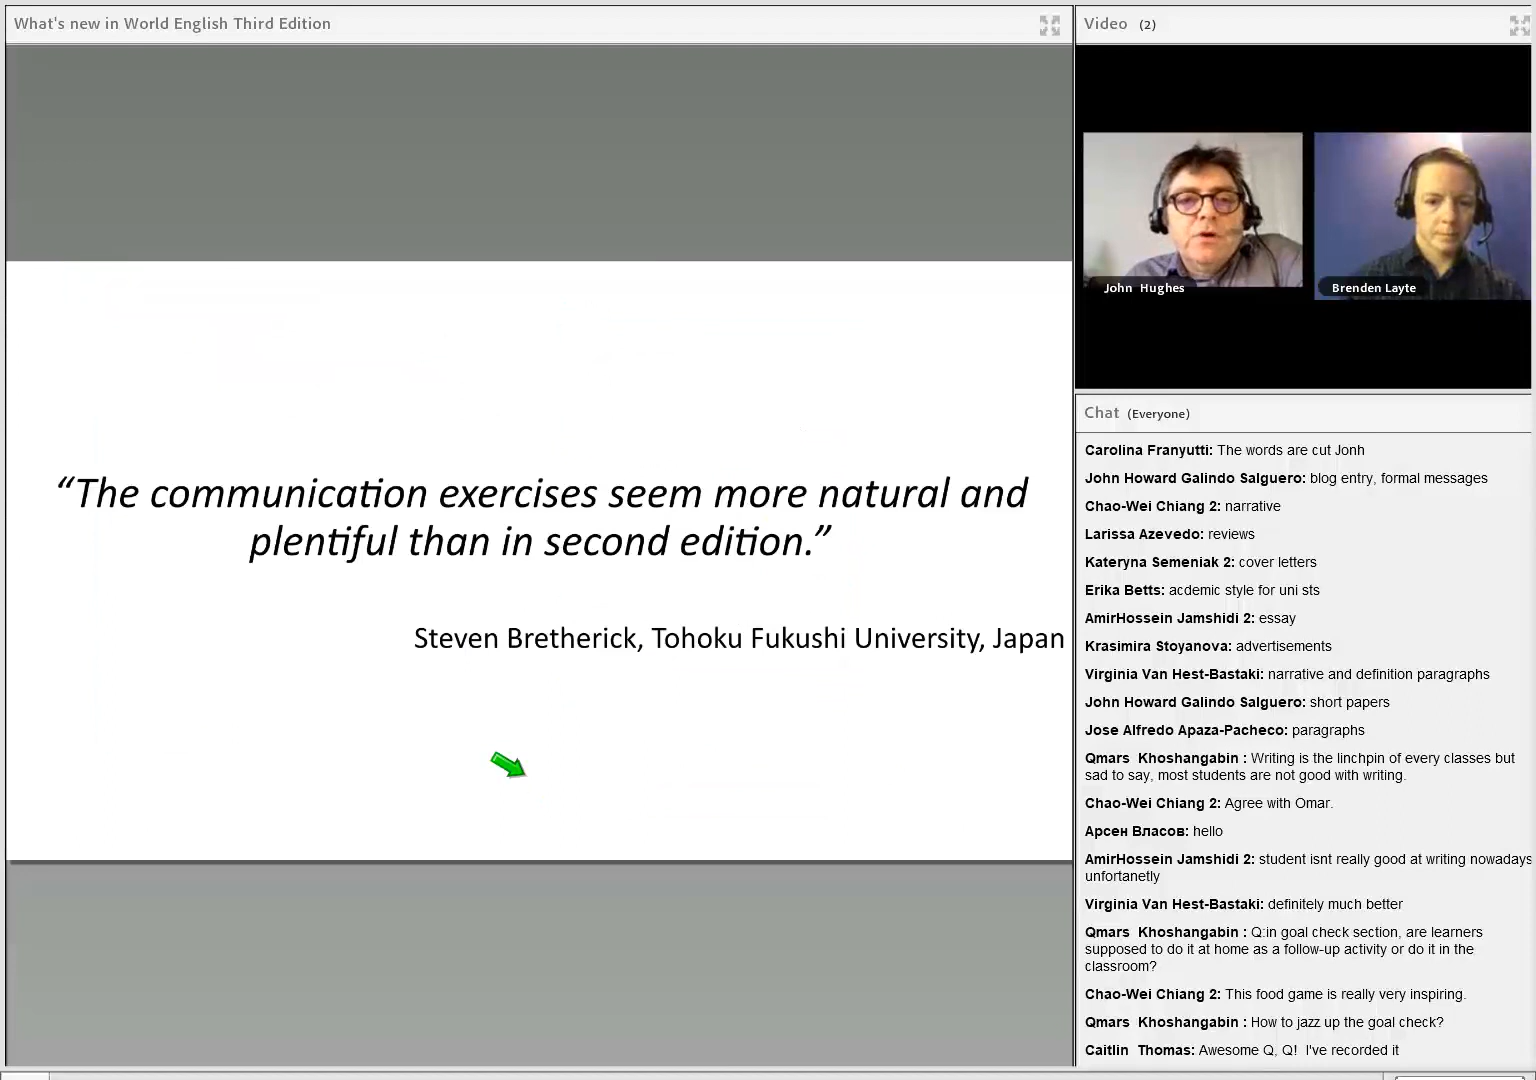 What's new in World English Third Edition
“The communication exercises seem more natural and
plentiful than in second edition.”
Steven Bretherick, Tohoku Fukushi University, Japan
Video (2)
John Hughes
Brenden Layte
Chat (Everyone)
Carolina Franyutti: The words are cut Jonh
John Howard Galindo Salguero: blog entry, formal messages
Chao-Wei Chiang 2: narrative
Larissa Azevedo: reviews
Kateryna Semeniak 2: cover letters
Erika Betts: acdemic style for uni sts
AmirHossein Jamshidi 2: essay
Krasimira Stoyanova: advertisements
Virginia Van Hest-Bastaki: narrative and definition paragraphs
John Howard Galindo Salguero: short papers
Jose Alfredo Apaza-Pacheco: paragraphs
Qmars Khoshangabin : Writing is the linchpin of every classes but
sad to say, most students are not good with writing.
Chao-Wei Chiang 2: Agree with Omar.
Арсен Власов: hello
AmirHossein Jamshidi 2: student isnt really good at writing nowadays
unfortanetly
Virginia Van Hest-Bastaki: definitely much better
Qmars Khoshangabin : Q:in goal check section, are learners
supposed to do it at home as a follow-up activity or do it in the
classroom?
Chao-Wei Chiang 2: This food game is really very inspiring.
Qmars Khoshangabin : How to jazz up the goal check?
Caitlin Thomas: Awesome Q, Q! I've recorded it